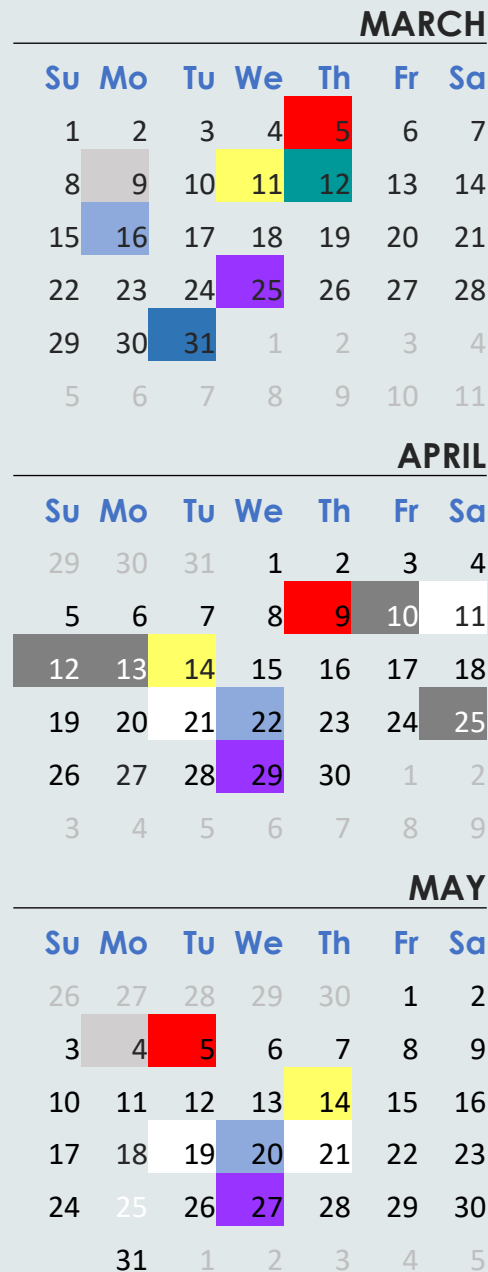 MARCH
Su Mo Tu We Th Fr Sa
1 2 3 4 5 6 7
8 9 10 11 12 13 14
15 16 17 18 19 20 21
22 23 24 25 26 27 28
29 30 31 1 2 3 4
5 6 7 8 9 10 11
APRIL
Su Mo Tu We Th Fr Sa
29 30 31 1 2 3 4
5 6 7 8 9 10 11
12 13 14 15 16 17 18
19 20 21 22 23 24 25
26 27 28 29 30 1 2
3 4 5 6 7 8 9
MAY
Su Mo Tu We Th Fr Sa
26 27 28 29 30 1 2
3 4 5 6 7 8 9
10 11 12 13 14 15 16
17 18 19 20 21 22 23
24 25 26 27 28 29 30
31 1 2 3 4 5